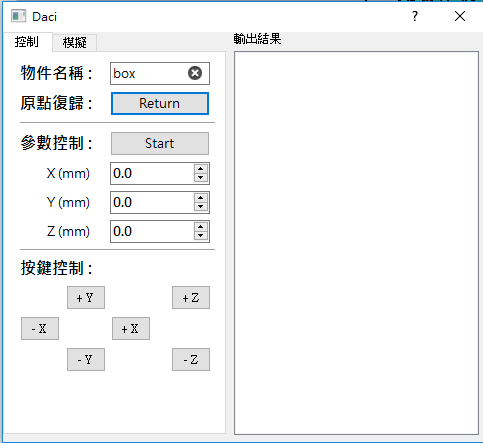 Daci
控制 模擬
輸出結果
物件名稱 :
box
原點復歸 :
Return
參數控制 :
Start
X (mm)
0.0
Y (mm)
0.0
Z (mm)
0.0
按鍵控制 :
+ Y
+ Z
- X
+ X
- Y
- Z